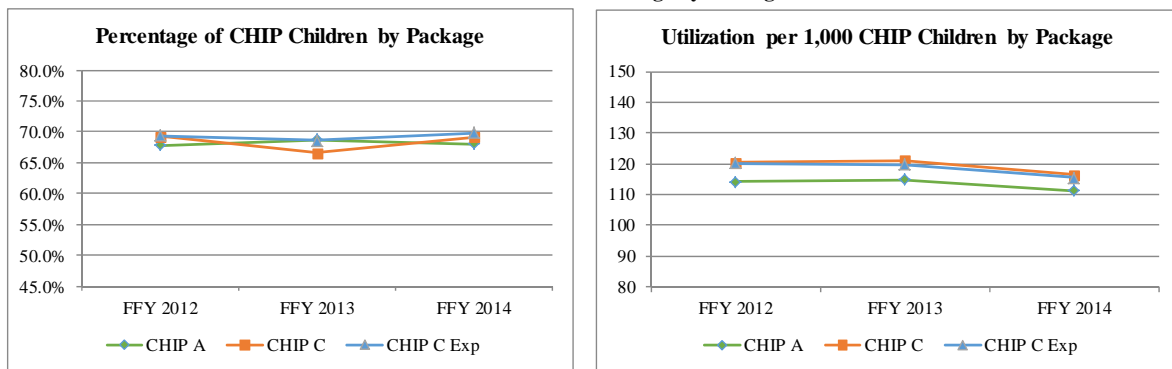 Percentage of CHIP Children by Package
80.0%
75.0%
70.0%
65.0%
60.0%
55.0%
50.0%
45.0%
FFY 2012 FFY 2013 FFY 2014
CHIP A CHIP C CHIP C Exp
Utilization per 1,000 CHIP Children by Package
150
140
130
120
110
100
90
80
FFY 2012 FFY 2013 FFY 2014
CHIP A CHIP C CHIP C Exp